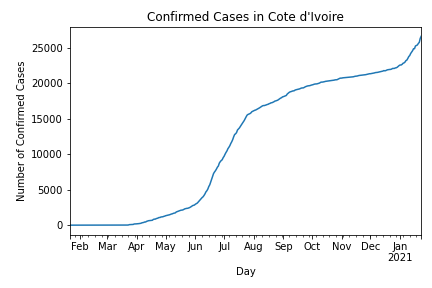 Confirmed Cases in Cote d'Ivoire
Number of Confirmed Cases
25000
20000
15000
10000
5000
0
Feb Mar Apr May Jun Jul Aug Sep Oct Nov Dec Jan
2021
Day